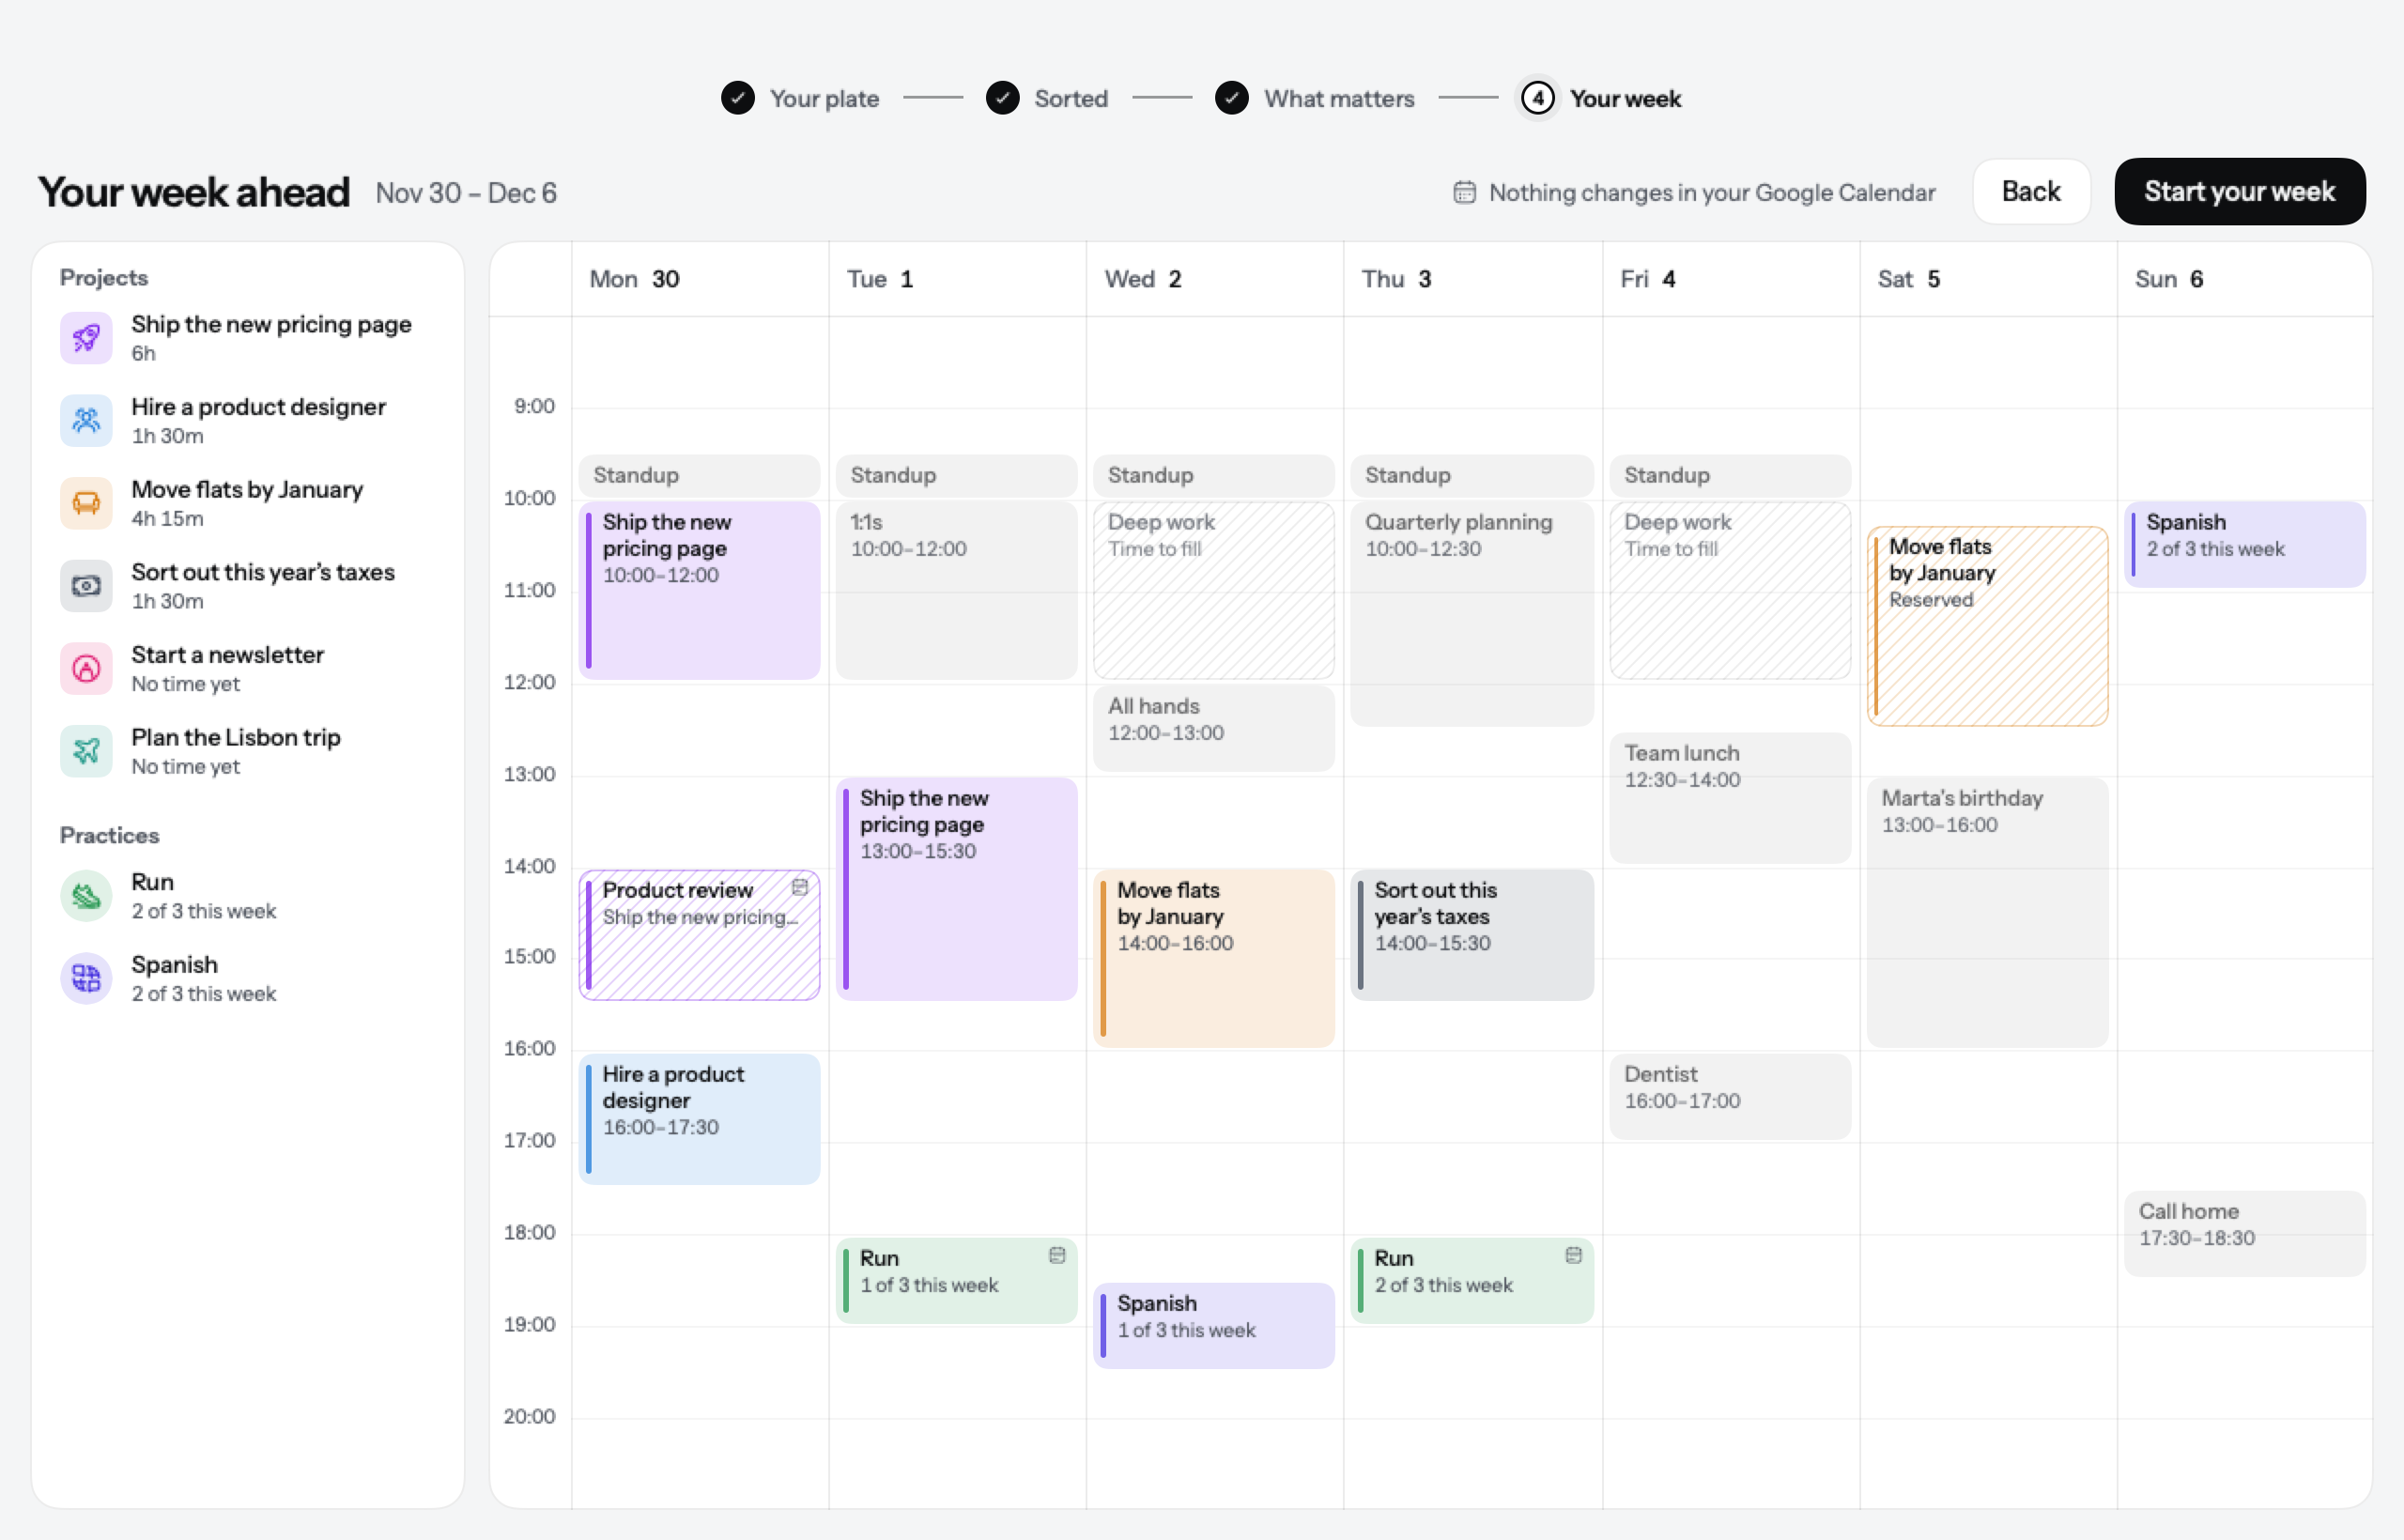 Your plate
Sorted
What matters
4 Your week
Your week ahead Nov 30 – Dec 6
Nothing changes in your Google Calendar
Back
Start your week
Projects
Ship the new pricing page
6h
Hire a product designer
1h 30m
Move flats by January
4h 15m
Sort out this year’s taxes
1h 30m
Start a newsletter
No time yet
Plan the Lisbon trip
No time yet
Practices
Run
2 of 3 this week
Spanish
2 of 3 this week
Mon 30
Tue 1
Wed 2
Thu 3
Fri 4
Sat 5
Sun 6
9:00
10:00
11:00
12:00
13:00
14:00
15:00
16:00
17:00
18:00
19:00
20:00
Standup
Ship the new
pricing page
10:00–12:00
Product review
Ship the new pricing...
Hire a product
designer
16:00–17:30
Standup
1:1s
10:00–12:00
Ship the new
pricing page
13:00–15:30
Run
1 of 3 this week
Standup
Deep work
Time to fill
All hands
12:00–13:00
Move flats
by January
14:00–16:00
Spanish
1 of 3 this week
Standup
Quarterly planning
10:00–12:30
Sort out this
year’s taxes
14:00–15:30
Run
2 of 3 this week
Standup
Deep work
Time to fill
Team lunch
12:30–14:00
Dentist
16:00–17:00
Move flats
by January
Reserved
Marta’s birthday
13:00–16:00
Spanish
2 of 3 this week
Call home
17:30–18:30